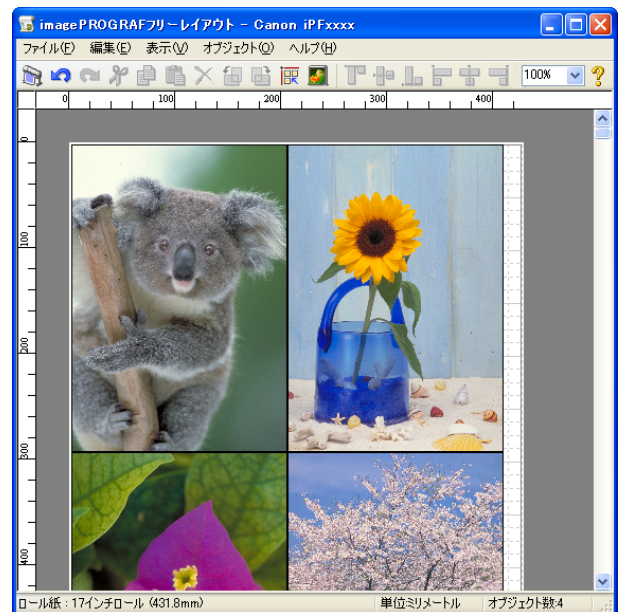 imagePROGRAFフリーレイアウト - Canon iPFxxxx
ファイル(F) 編集(E) 表示(V) オブジェクト(O) ヘルプ(H)
100%
0 100 200 300 400
0
100
200
300
400
ロール紙：17インチロール (431.8mm) 単位:ミリメートル オブジェクト数:4